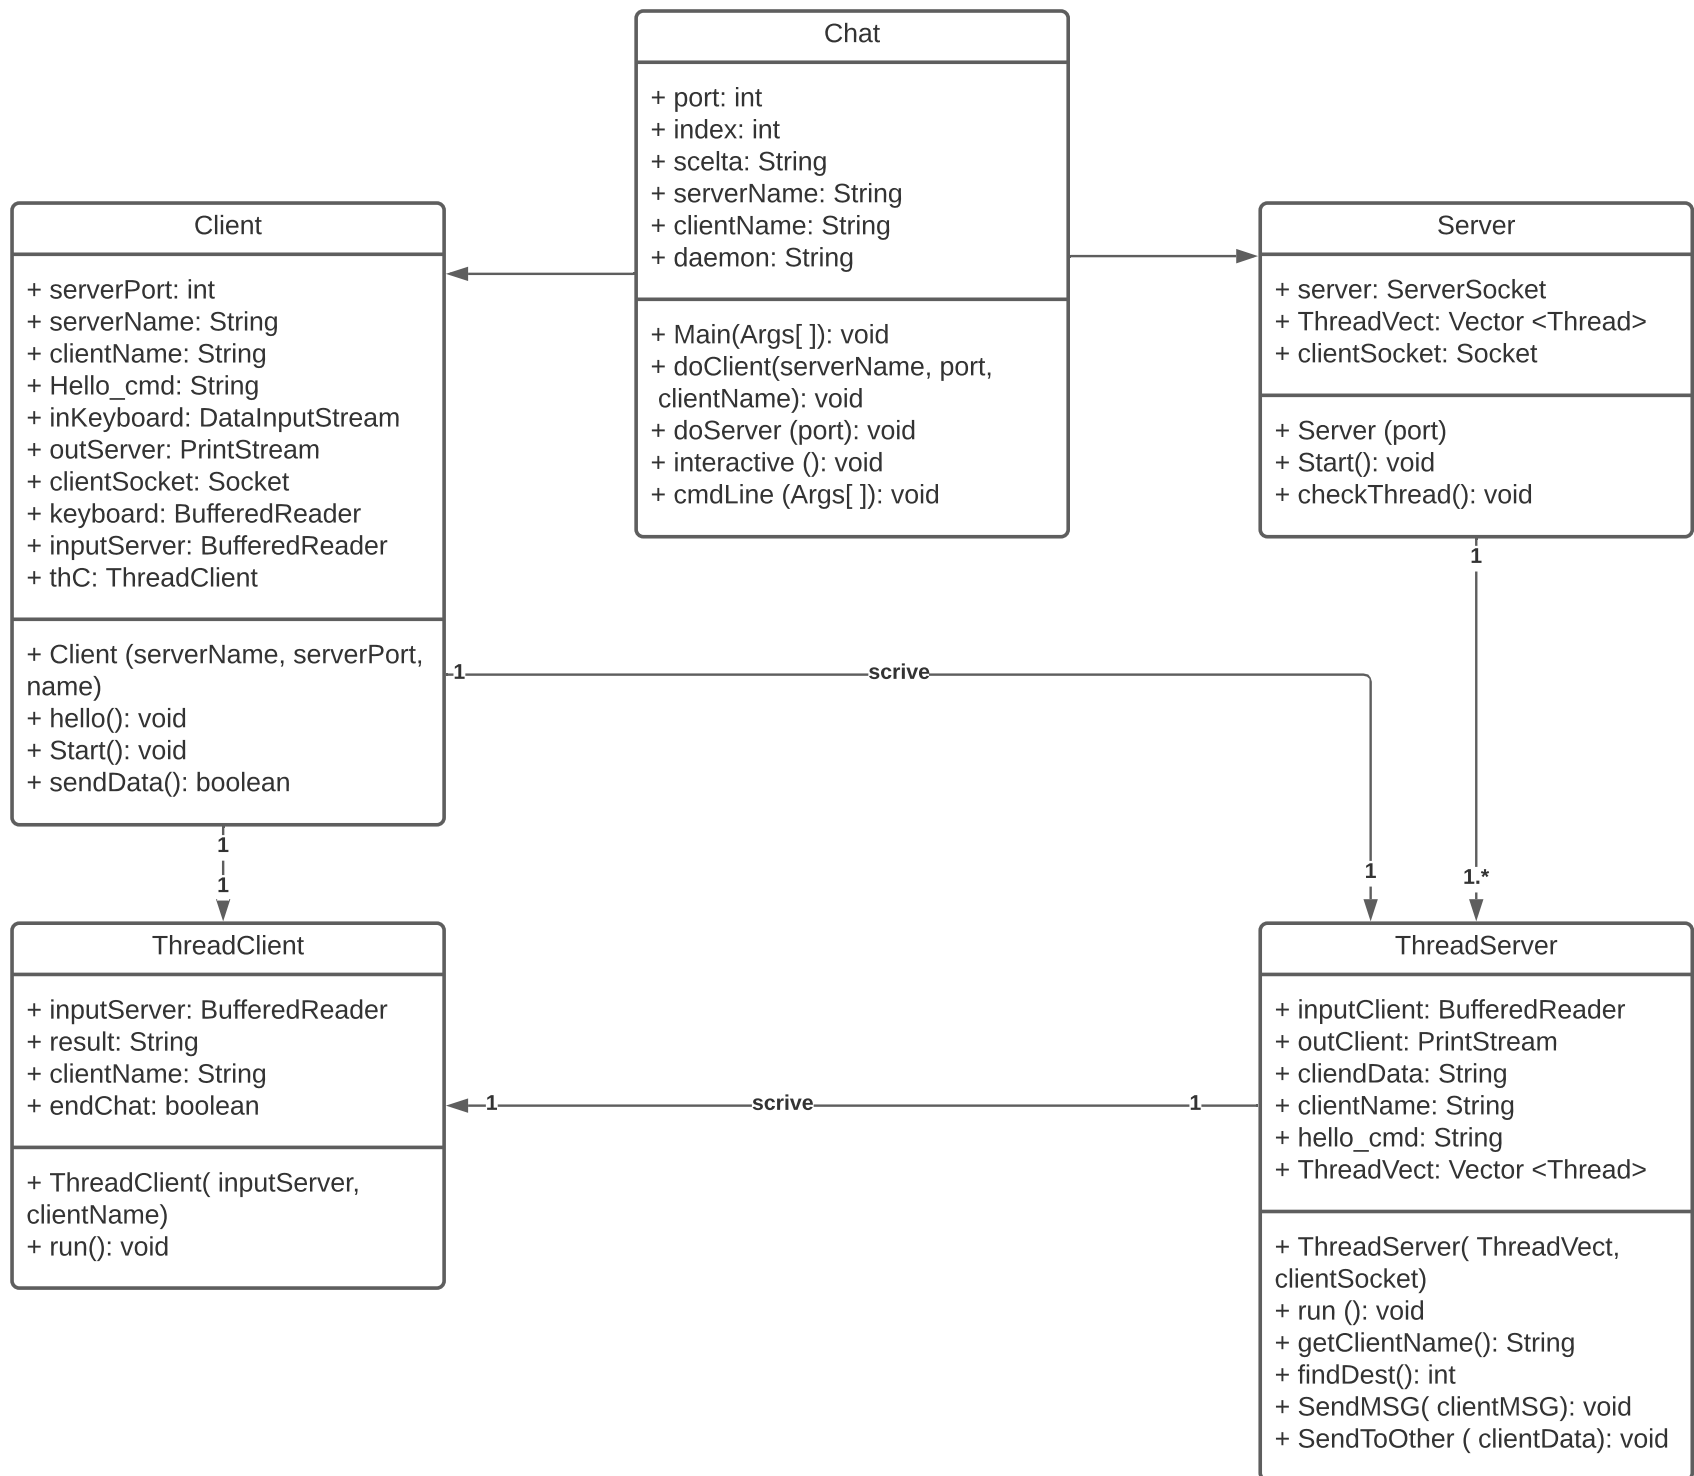 Chat
+ port: int
+ index: int
+ scelta: String
+ serverName: String
+ clientName: String
+ daemon: String
+ Main(Args[ ]): void
+ doClient(serverName, port,
clientName): void
+ doServer (port): void
+ interactive (): void
+ cmdLine (Args[ ]): void
Client
+ serverPort: int
+ serverName: String
+ clientName: String
+ Hello_cmd: String
+ inKeyboard: DataInputStream
+ outServer: PrintStream
+ clientSocket: Socket
+ keyboard: BufferedReader
+ inputServer: BufferedReader
+ thC: ThreadClient
+ Client (serverName, serverPort,
name)
+ hello(): void
+ Start(): void
+ sendData(): boolean
Server
+ server: ServerSocket
+ ThreadVect: Vector <Thread>
+ clientSocket: Socket
+ Server (port)
+ Start(): void
+ checkThread(): void
1
1 scrive
1
1.*
1
1
ThreadClient
+ inputServer: BufferedReader
+ result: String
+ clientName: String
+ endChat: boolean
+ ThreadClient( inputServer,
clientName)
+ run(): void
1 scrive 1
ThreadServer
+ inputClient: BufferedReader
+ outClient: PrintStream
+ cliendData: String
+ clientName: String
+ hello_cmd: String
+ ThreadVect: Vector <Thread>
+ ThreadServer( ThreadVect,
clientSocket)
+ run (): void
+ getClientName(): String
+ findDest(): int
+ SendMSG( clientMSG): void
+ SendToOther ( clientData): void